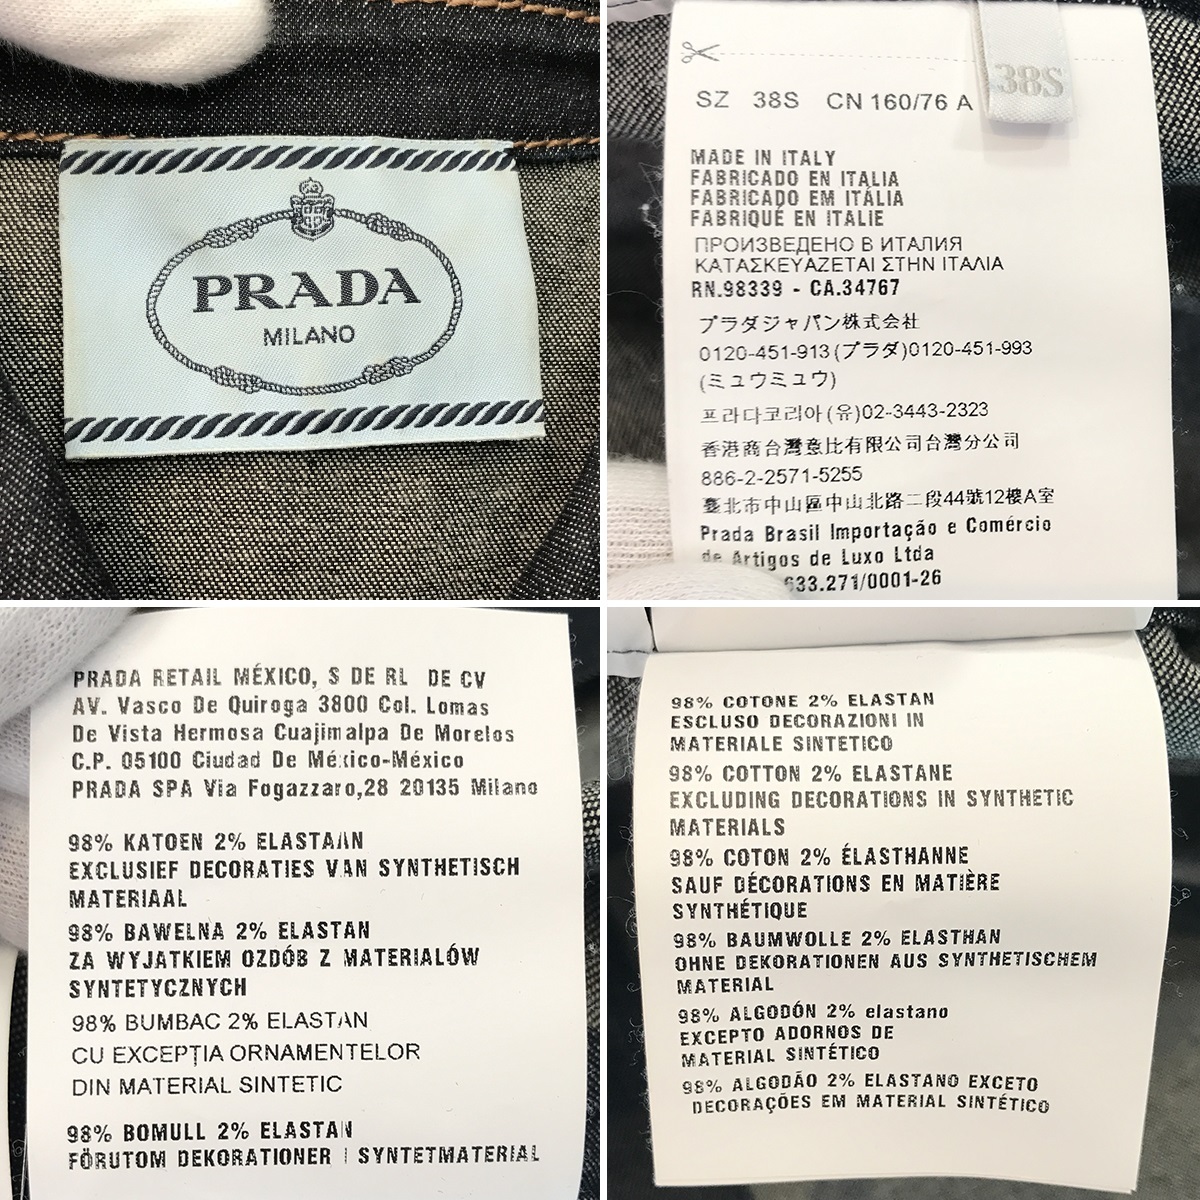 PRADA
MILANO
38S
SZ 38S CN 160/76 A
MADE IN ITALY
FABRICADO EN ITALIA
FABRICADO EM ITÁLIA
FABRIQUÉ EN ITALIE
ПРОИЗВЕДЕНО В ИТАЛИЯ
ΚΑΤΑΣΚΕΥΑΖΕΤΑΙ ΣΤΗΝ ΙΤΑΛΙΑ
RN.98339 - CA.34767
プラダジャパン株式会社
0120-451-913(プラダ)0120-451-993
(ミュウミュウ)
프라다코리아(유)02-3443-2323
香港商台灣意比有限公司台灣分公司
886-2-2571-5255
臺北市中山區中山北路二段44號12樓A室
Prada Brasil Importação e Comércio
de Artigos de Luxo Ltda
633.271/0001-26
PRADA RETAIL MÉXICO, S DE RL DE CV
AV. Vasco De Quiroga 3800 Col. Lomas
De Vista Hermosa Cuajimalpa De Morelos
C.P. 05100 Ciudad De México-México
PRADA SPA Via Fogazzaro,28 20135 Milano
98% KATOEN 2% ELASTAAN
EXCLUSIEF DECORATIES VAN SYNTHETISCH
MATERIAAL
98% BAWELNA 2% ELASTAN
ZA WYJATKIEM OZDÓB Z MATERIALÓW
SYNTETYCZNYCH
98% BUMBAC 2% ELASTAN
CU EXCEPȚIA ORNAMENTELOR
DIN MATERIAL SINTETIC
98% BOMULL 2% ELASTAN
FÖRUTOM DEKORATIONER I SYNTETMATERIAL
98% COTONE 2% ELASTAN
ESCLUSO DECORAZIONI IN
MATERIALE SINTETICO
98% COTTON 2% ELASTANE
EXCLUDING DECORATIONS IN SYNTHETIC
MATERIALS
98% COTON 2% ÉLASTHANNE
SAUF DÉCORATIONS EN MATIÈRE
SYNTHÉTIQUE
98% BAUMWOLLE 2% ELASTHAN
OHNE DEKORATIONEN AUS SYNTHETISCHEM
MATERIAL
98% ALGODÓN 2% elastano
EXCEPTO ADORNOS DE
MATERIAL SINTÉTICO
98% ALGODÃO 2% ELASTANO EXCETO
DECORAÇÕES EM MATERIAL SINTÉTICO